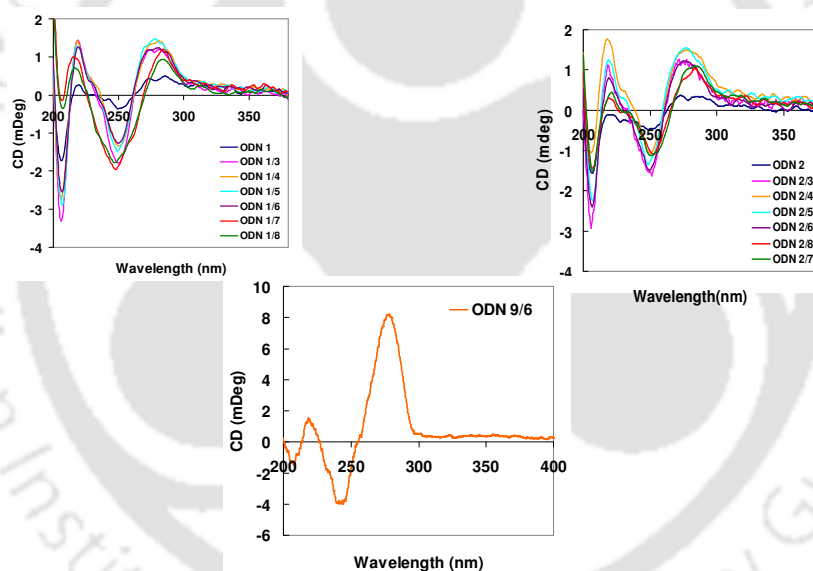 2
1
0
-1
-2
-3
-4
200 250 300 350
CD (mDeg)
Wavelength (nm)
ODN 1
ODN 1/3
ODN 1/4
ODN 1/5
ODN 1/6
ODN 1/7
ODN 1/8
2
1
0
-1
-2
-3
-4
200 250 300 350
CD (mdeg)
Wavelength(nm)
ODN 2
ODN 2/3
ODN 2/4
ODN 2/5
ODN 2/6
ODN 2/8
ODN 2/7
10
8
6
4
2
0
-2
-4
-6
200 250 300 350 400
CD (mDeg)
Wavelength (nm)
ODN 9/6